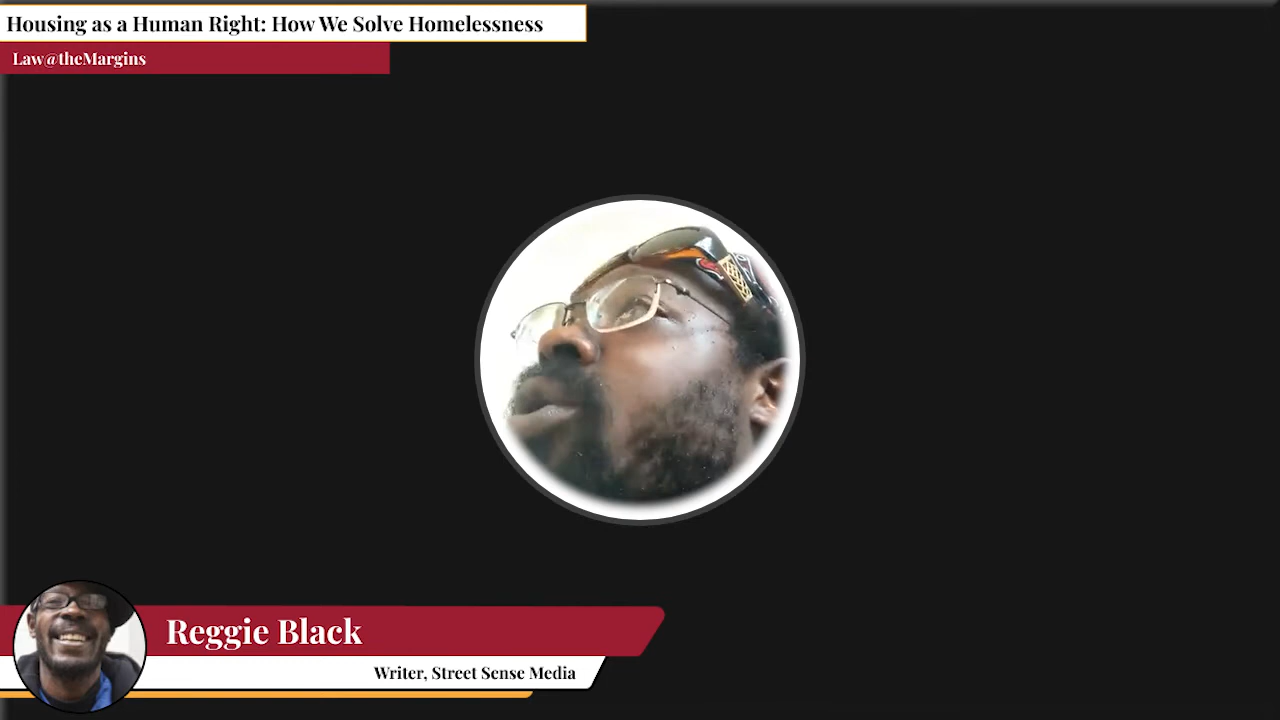 Housing as a Human Right: How We Solve Homelessness
Law@theMargins
Reggie Black
Writer, Street Sense Media